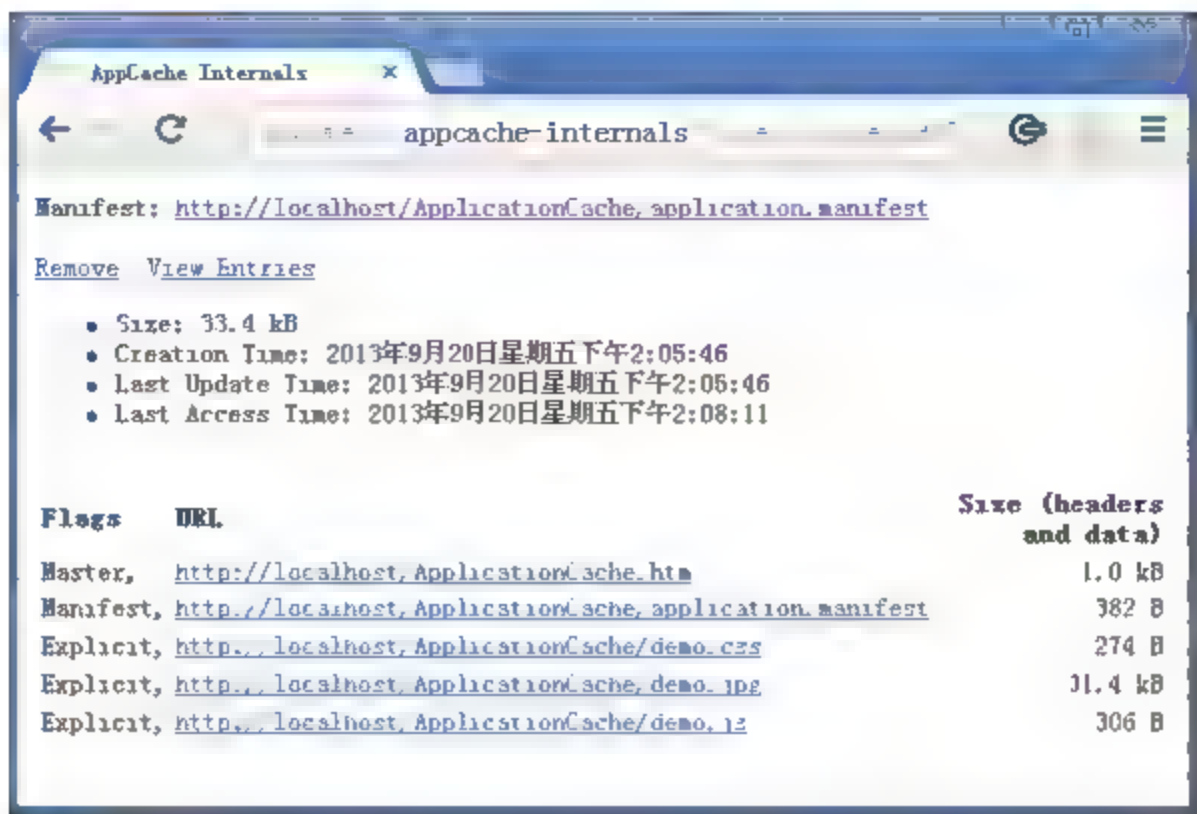 AppCache Internals ×
appcache-internals
Manifest: http://localhost/ApplicationCache/application.manifest
Remove View Entries
• Size: 33.4 kB
• Creation Time: 2013年9月20日星期五下午2:05:46
• Last Update Time: 2013年9月20日星期五下午2:05:46
• Last Access Time: 2013年9月20日星期五下午2:08:11
Flags URL Size (headers and data)
Master, http://localhost/ApplicationCache.htm 1.0 kB
Manifest, http://localhost/ApplicationCache/application.manifest 382 B
Explicit, http://localhost/ApplicationCache/demo.css 274 B
Explicit, http://localhost/ApplicationCache/demo.jpg 31.4 kB
Explicit, http://localhost/ApplicationCache/demo.js 306 B